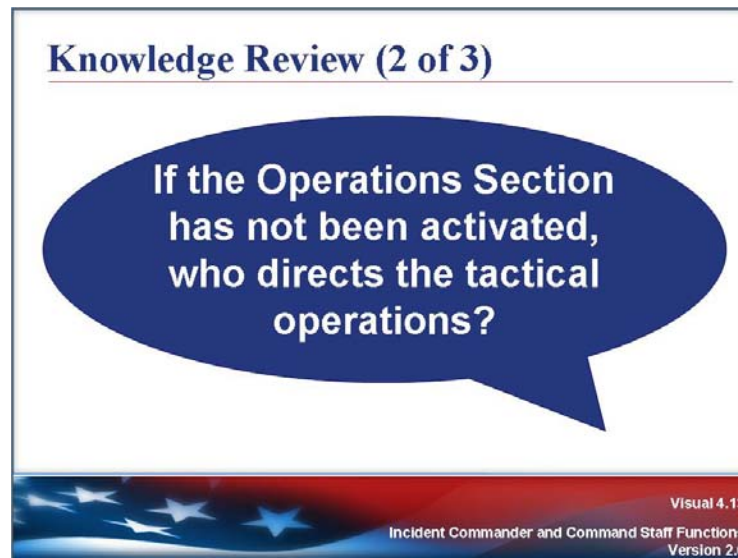 Knowledge Review (2 of 3)
If the Operations Section
has not been activated,
who directs the tactical
operations?
Visual 4.1
Incident Commander and Command Staff Function
Version 2.